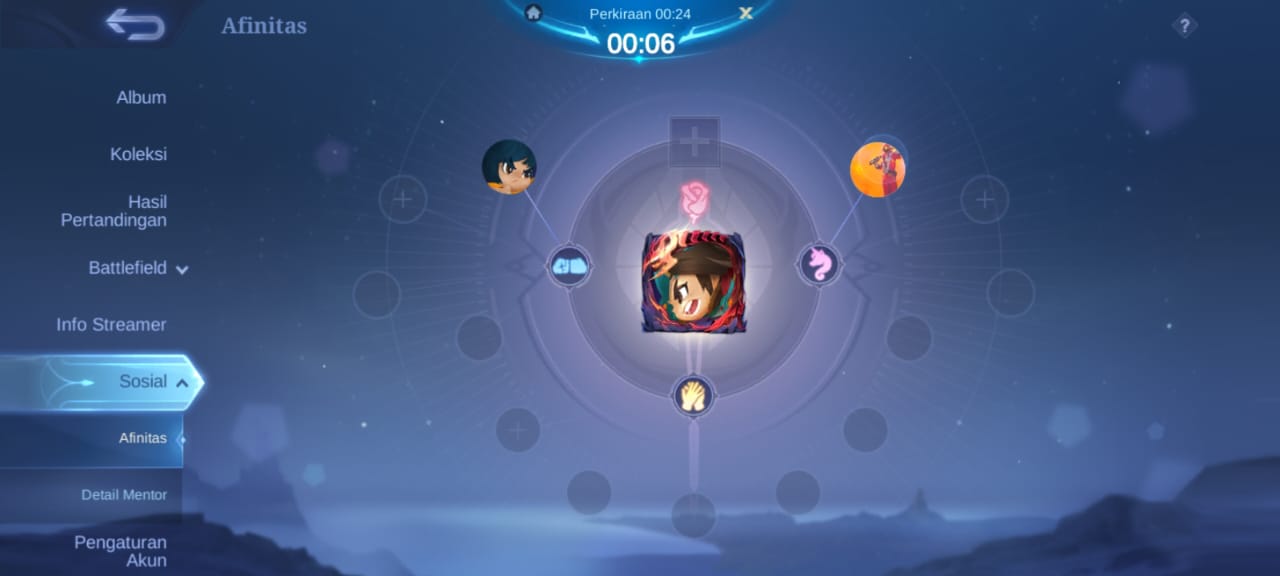 Afinitas
Perkiraan 00:24
00:06
?
Album
Koleksi
Hasil
Pertandingan
Battlefield
Info Streamer
Sosial
Afinitas
Detail Mentor
Pengaturan
Akun